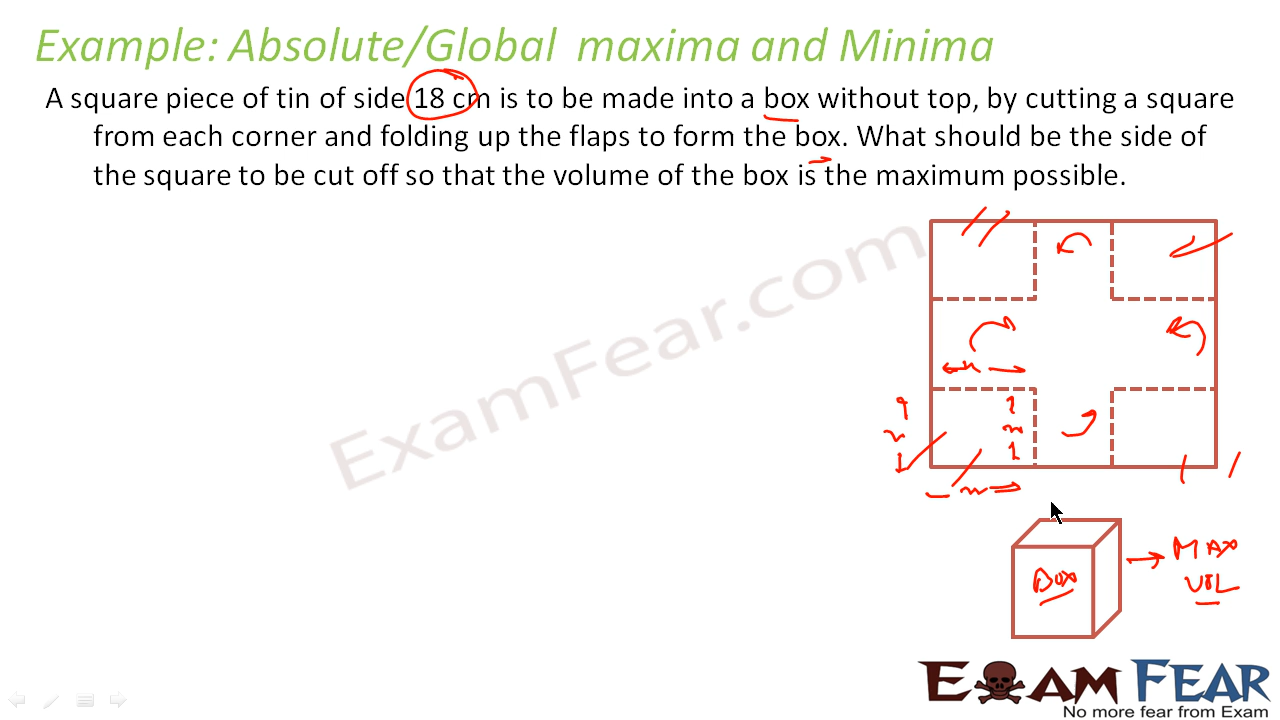 Example: Absolute/Global maxima and Minima
A square piece of tin of side 18 cm is to be made into a box without top, by cutting a square
from each corner and folding up the flaps to form the box. What should be the side of
the square to be cut off so that the volume of the box is the maximum possible.
ExamFear.com
x
x
x
x
BOX
MAX
VOL
EXAM FEAR
No more fear from Exam